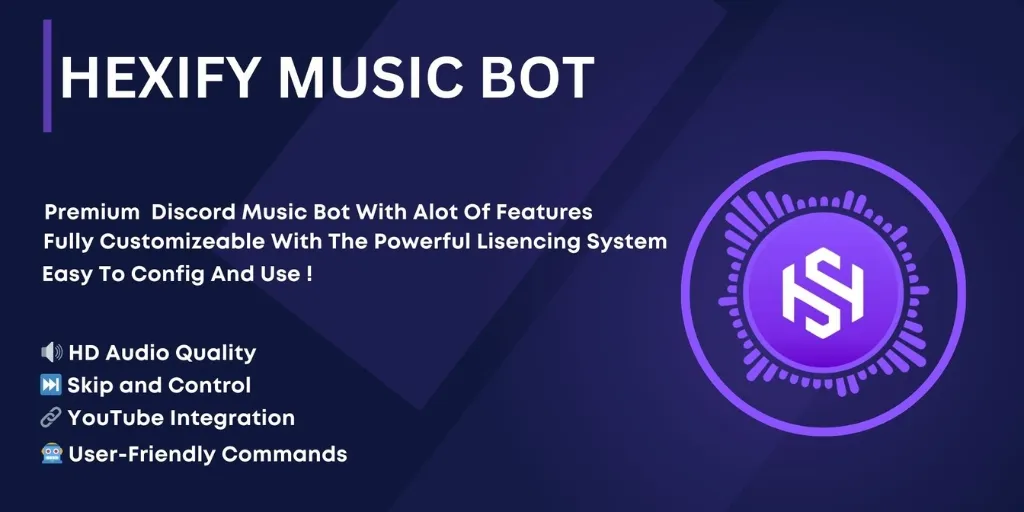 HEXIFY MUSIC BOT
Premium Discord Music Bot With Alot Of Features
Fully Customizeable With The Powerful Lisencing System
Easy To Config And Use !
HD Audio Quality
Skip and Control
YouTube Integration
User-Friendly Commands